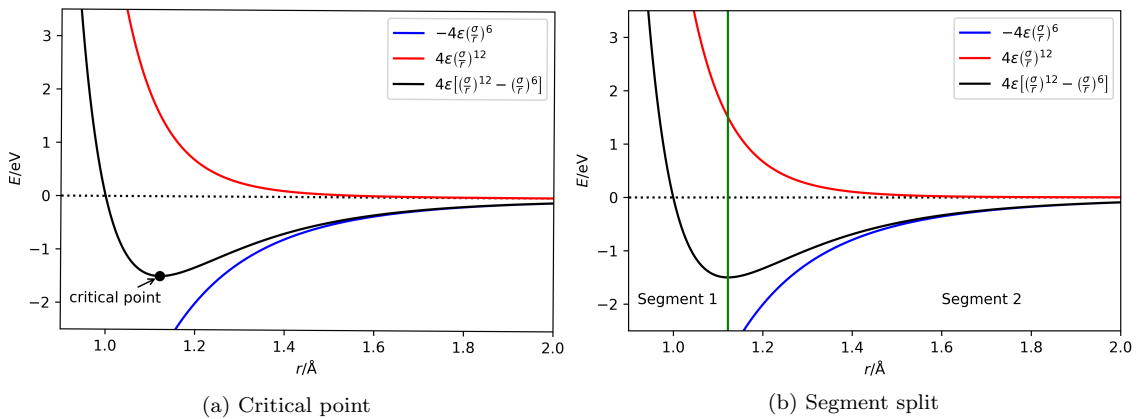 3
2
1
0
−1
−2
E/eV
1.0 1.2 1.4 1.6 1.8 2.0
r/Å
−4ε(σ/r)^6
4ε(σ/r)^12
4ε[(σ/r)^12 − (σ/r)^6]
critical point
(a) Critical point
3
2
1
0
−1
−2
E/eV
1.0 1.2 1.4 1.6 1.8 2.0
r/Å
−4ε(σ/r)^6
4ε(σ/r)^12
4ε[(σ/r)^12 − (σ/r)^6]
Segment 1 Segment 2
(b) Segment split